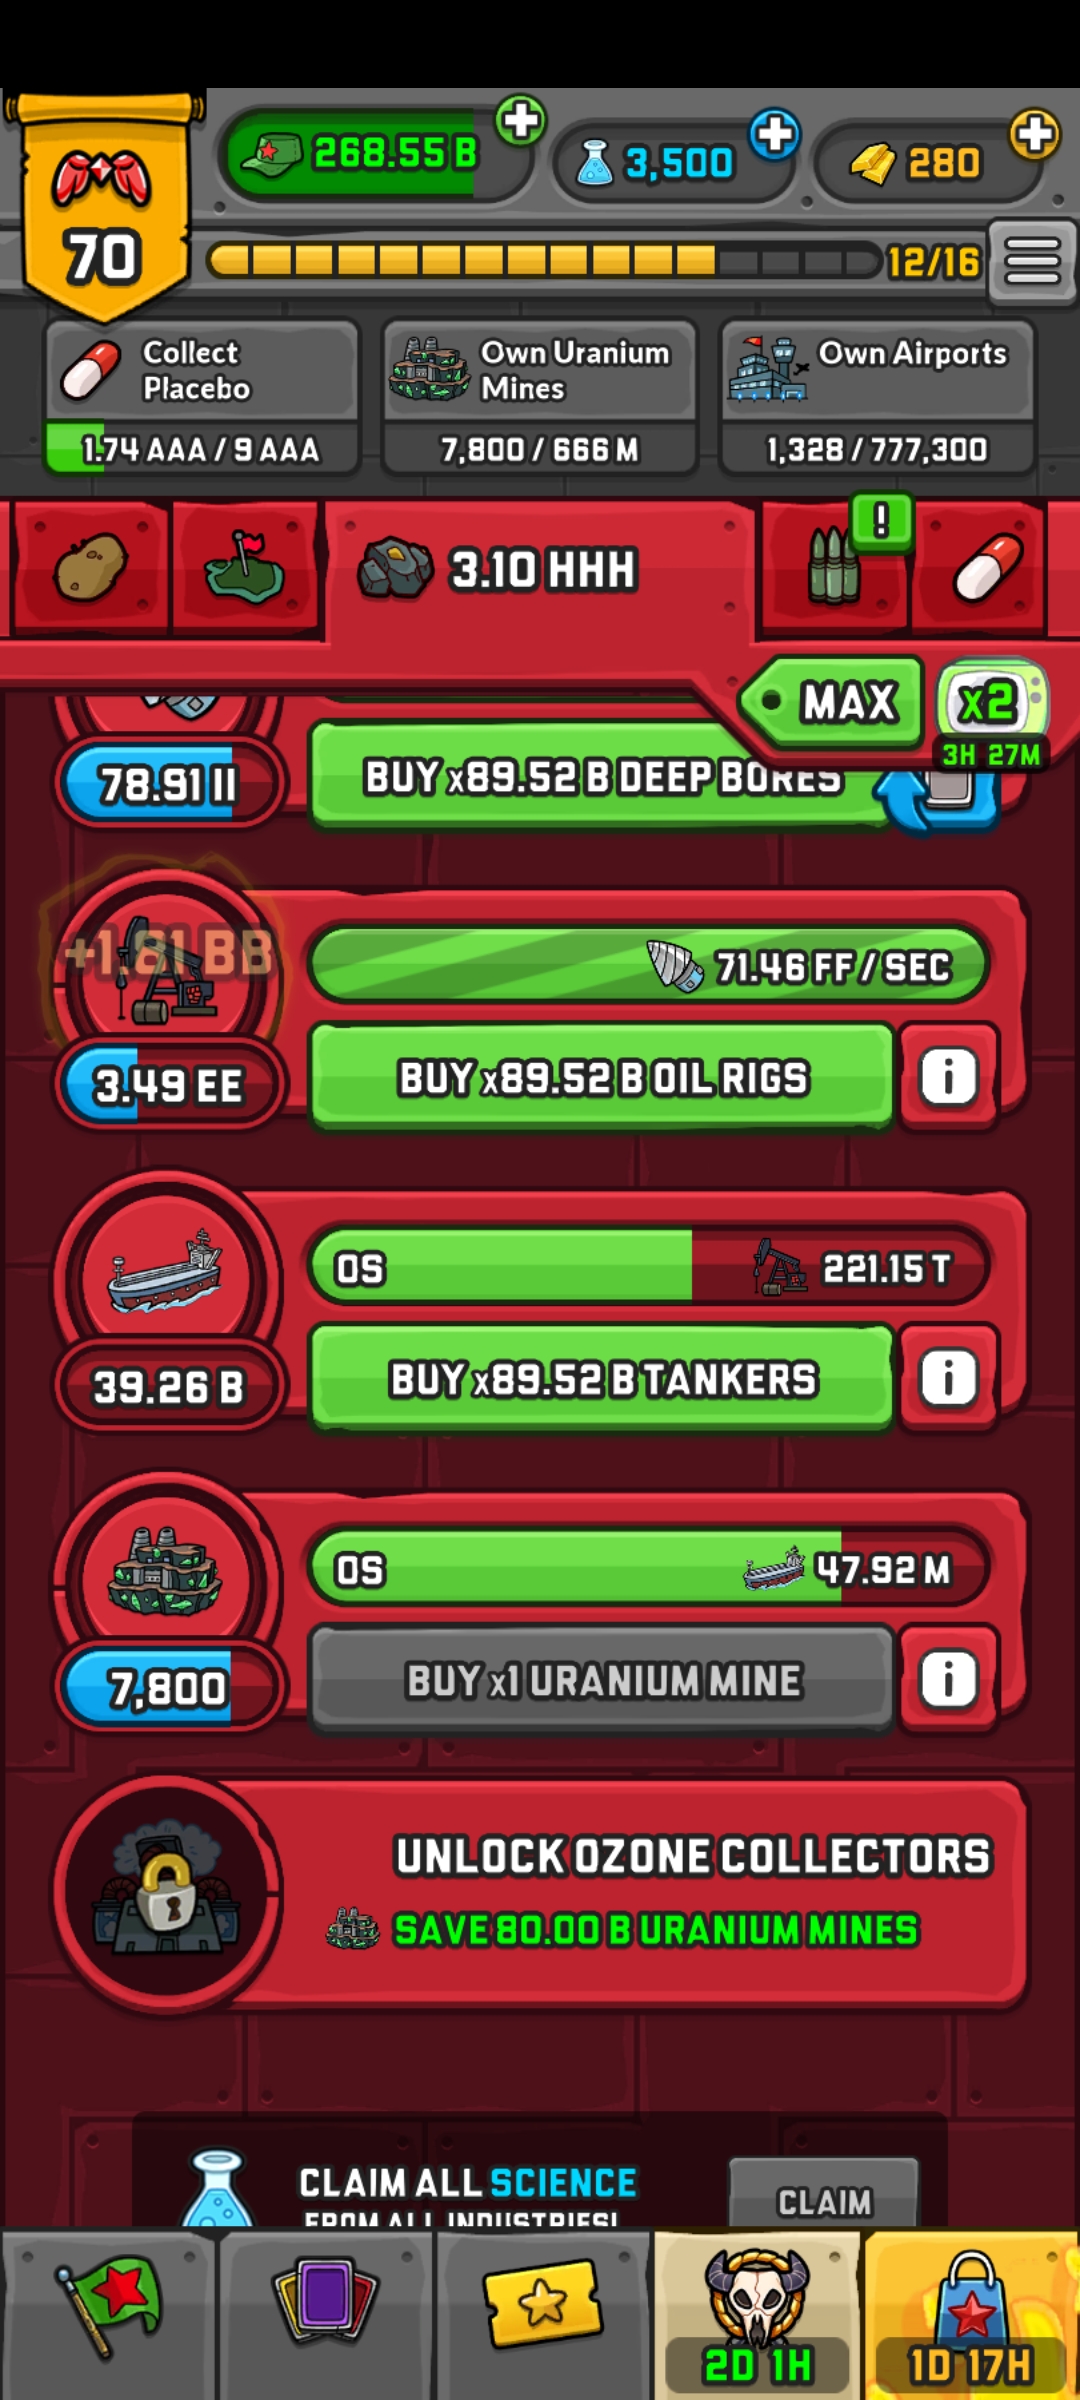 268.55 B
3,500
280
70
12/16
Collect
Placebo
1.74 AAA / 9 AAA
Own Uranium
Mines
7,800 / 666 M
Own Airports
1,328 / 777,300
3.10 HHH
!
MAX
x2
3H 27M
78.91 II
BUY x89.52 B DEEP BORES
+1.81 BB
71.46 FF / SEC
3.49 EE
BUY x89.52 B OIL RIGS
i
0S
221.15 T
39.26 B
BUY x89.52 B TANKERS
i
0S
47.92 M
7,800
BUY x1 URANIUM MINE
i
UNLOCK OZONE COLLECTORS
SAVE 80.00 B URANIUM MINES
CLAIM ALL SCIENCE
FROM ALL INDUSTRIES!
CLAIM
2D 1H
1D 17H